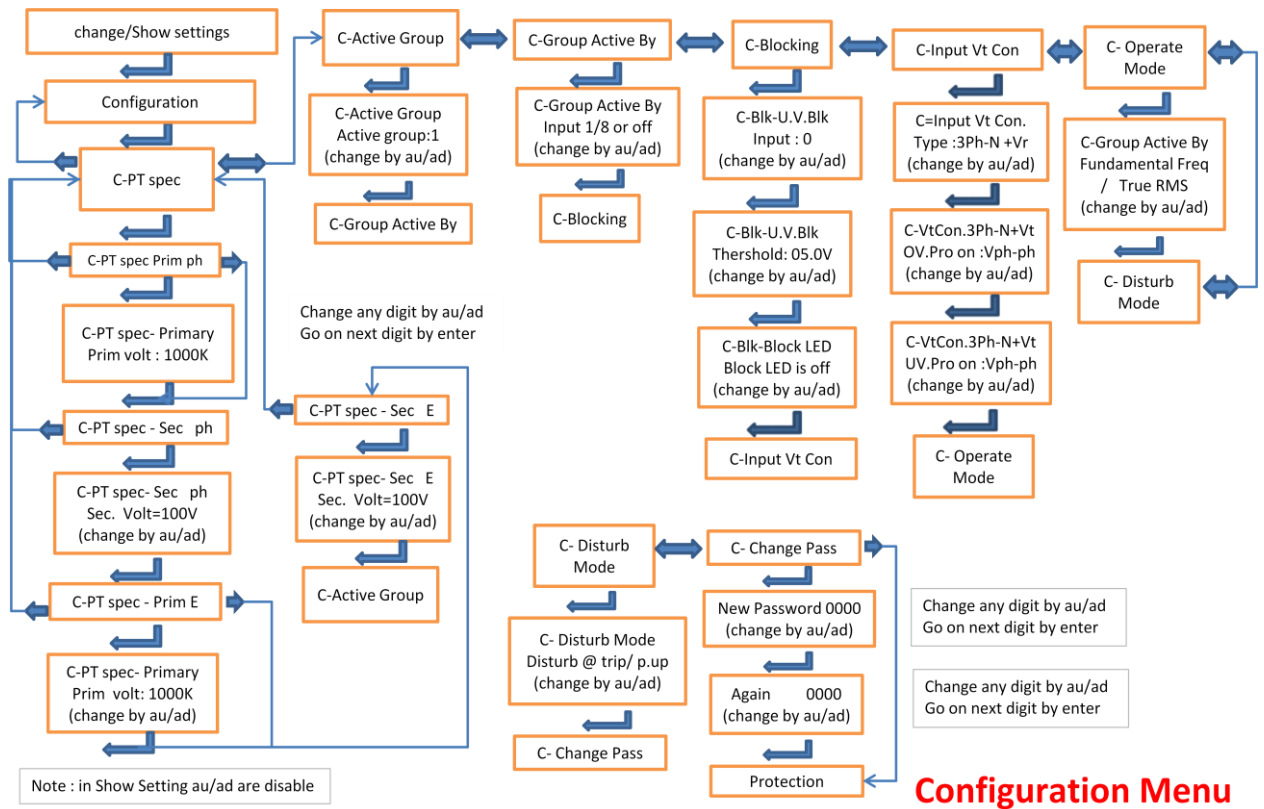 change/Show settings
Configuration
C-PT spec
C-PT spec Prim ph
C-PT spec- Primary
Prim volt : 1000K
C-PT spec - Sec ph
C-PT spec- Sec ph
Sec. Volt=100V
(change by au/ad)
C-PT spec - Prim E
C-PT spec- Primary
Prim volt: 1000K
(change by au/ad)
Note : in Show Setting au/ad are disable
C-Active Group
C-Active Group
Active group:1
(change by au/ad)
C-Group Active By
Change any digit by au/ad
Go on next digit by enter
C-PT spec - Sec E
C-PT spec- Sec E
Sec. Volt=100V
(change by au/ad)
C-Active Group
C-Group Active By
C-Group Active By
Input 1/8 or off
(change by au/ad)
C-Blocking
C-Blocking
C-Blk-U.V.Blk
Input : 0
(change by au/ad)
C-Blk-U.V.Blk
Thershold: 05.0V
(change by au/ad)
C-Blk-Block LED
Block LED is off
(change by au/ad)
C-Input Vt Con
C-Input Vt Con
C=Input Vt Con.
Type :3Ph-N +Vr
(change by au/ad)
C-VtCon.3Ph-N+Vt
OV.Pro on :Vph-ph
(change by au/ad)
C-VtCon.3Ph-N+Vt
UV.Pro on :Vph-ph
(change by au/ad)
C- Operate
Mode
C- Operate
Mode
C-Group Active By
Fundamental Freq
/ True RMS
(change by au/ad)
C- Disturb
Mode
C- Disturb
Mode
C- Disturb Mode
Disturb @ trip/ p.up
(change by au/ad)
C- Change Pass
C- Change Pass
New Password 0000
(change by au/ad)
Again 0000
(change by au/ad)
Protection
Change any digit by au/ad
Go on next digit by enter
Change any digit by au/ad
Go on next digit by enter
Configuration Menu